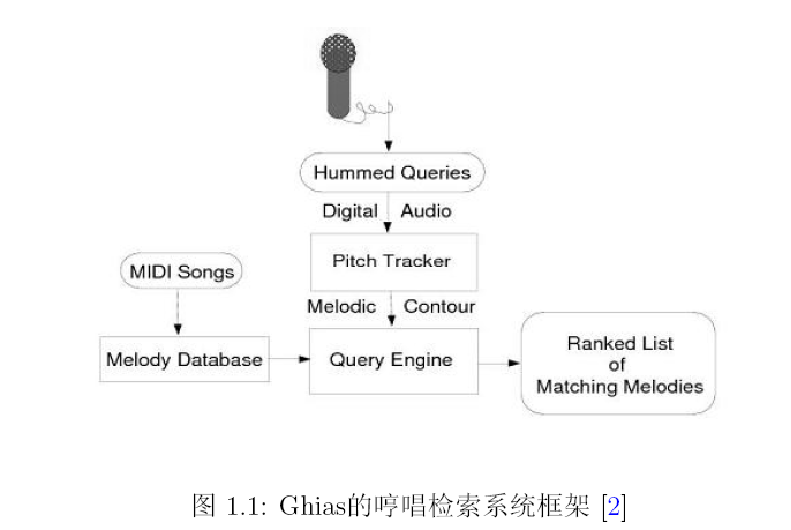 Hummed Queries
Digital Audio
Pitch Tracker
MIDI Songs
Melodic Contour
Melody Database
Query Engine
Ranked List
of
Matching Melodies
图 1.1: Ghias的哼唱检索系统框架 [2]